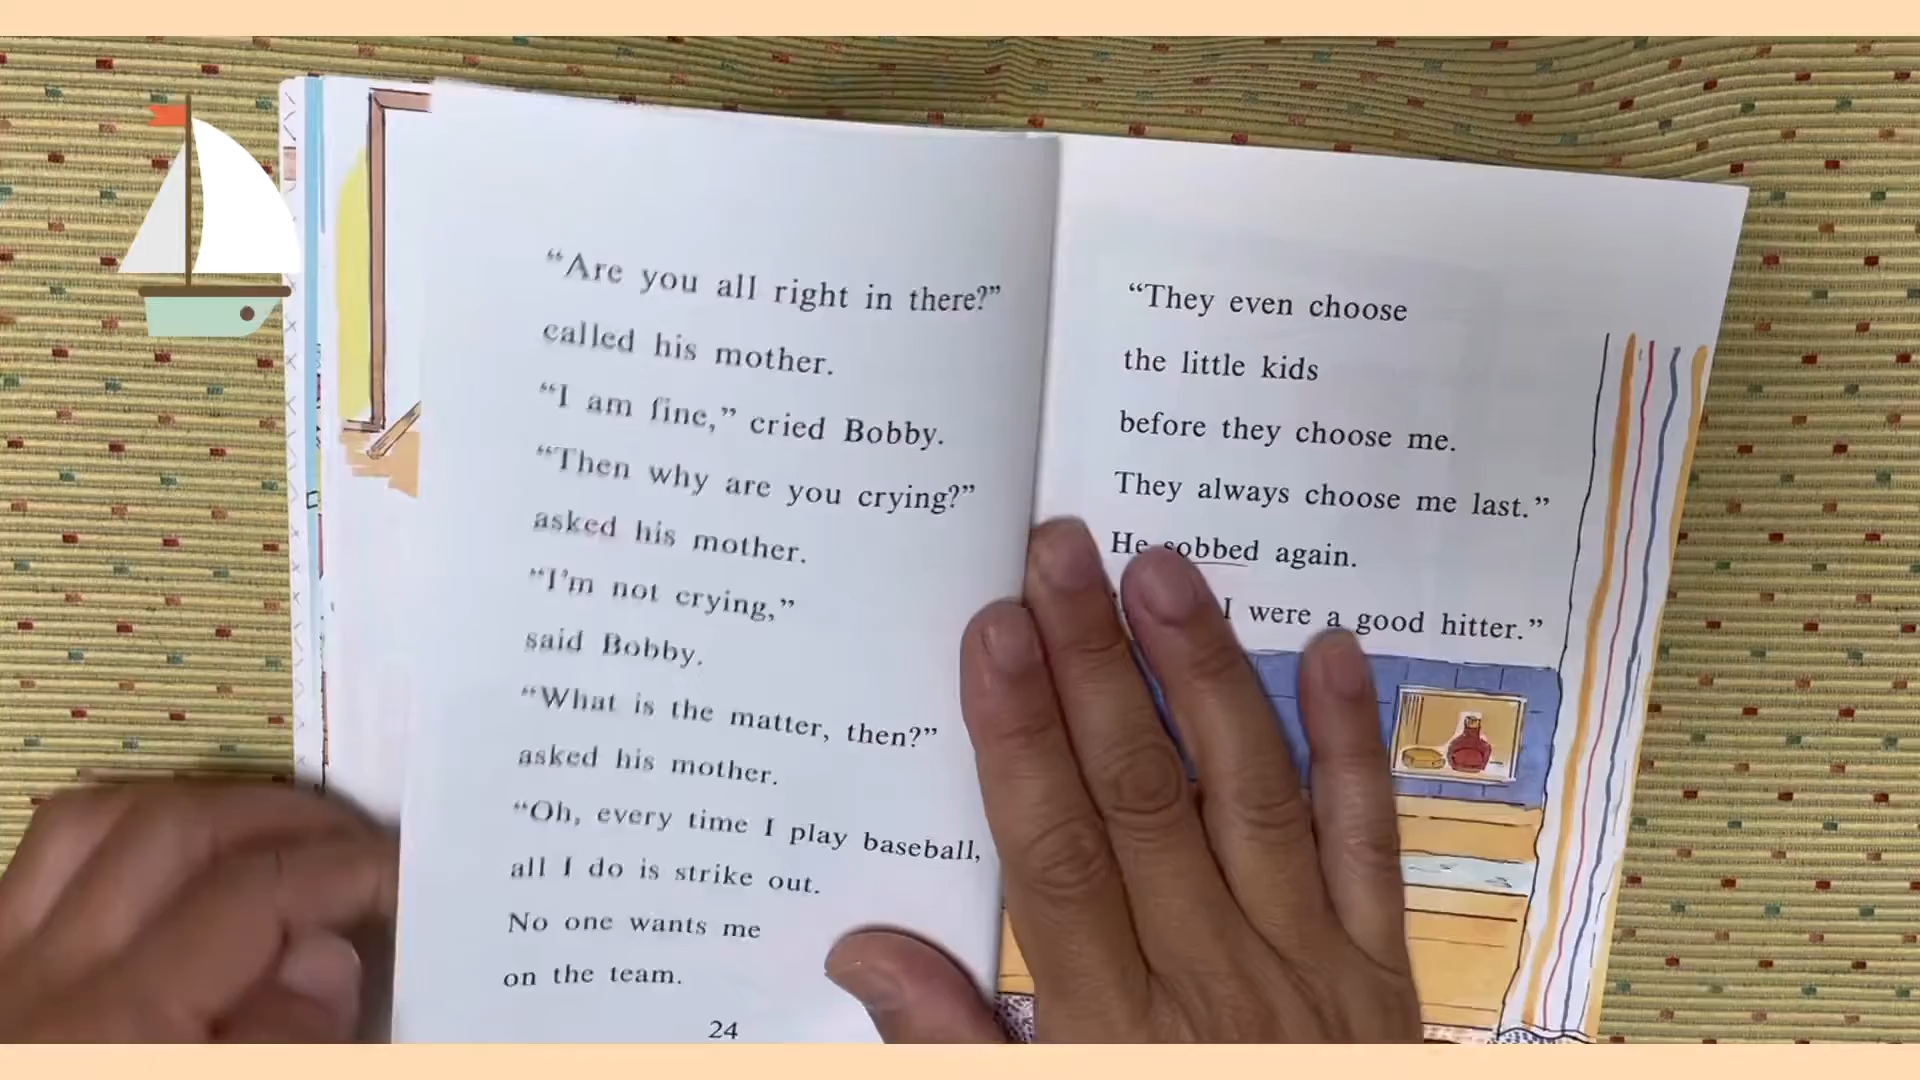 “Are you all right in there?”
called his mother.
“I am fine,” cried Bobby.
“Then why are you crying?”
asked his mother.
“I’m not crying,”
said Bobby.
“What is the matter, then?”
asked his mother.
“Oh, every time I play baseball,
all I do is strike out.
No one wants me
on the team.
24
“They even choose
the little kids
before they choose me.
They always choose me last.”
He sobbed again.
I were a good hitter.”